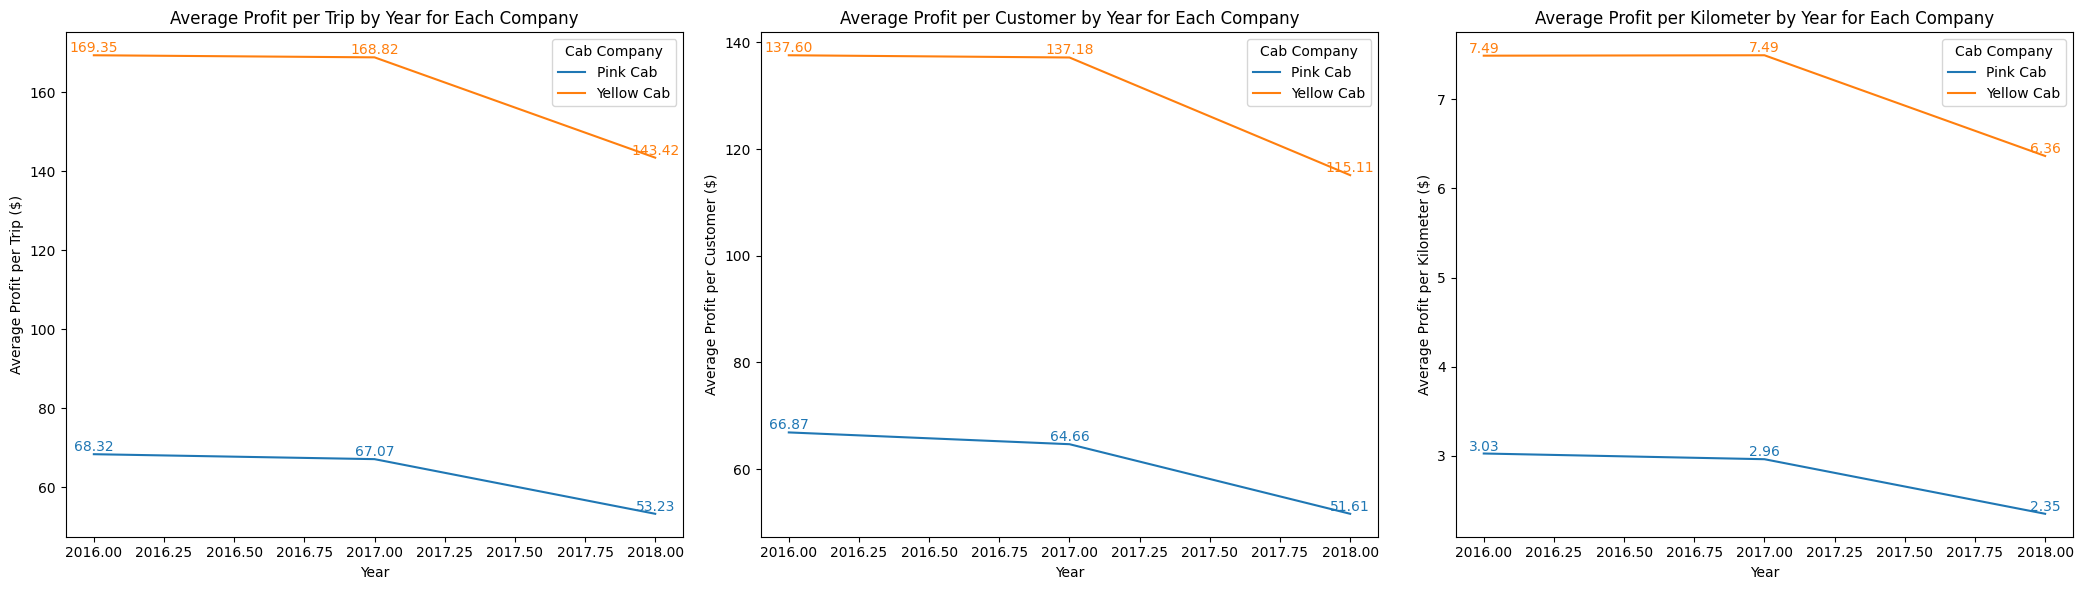 Average Profit per Trip by Year for Each Company
169.35
168.82
143.42
68.32
67.07
53.23
Cab Company
Pink Cab
Yellow Cab
Average Profit per Trip ($)
160
140
120
100
80
60
2016.00 2016.25 2016.50 2016.75 2017.00 2017.25 2017.50 2017.75 2018.00
Year
Average Profit per Customer by Year for Each Company
137.60
137.18
115.11
66.87
64.66
51.61
Cab Company
Pink Cab
Yellow Cab
Average Profit per Customer ($)
140
120
100
80
60
2016.00 2016.25 2016.50 2016.75 2017.00 2017.25 2017.50 2017.75 2018.00
Year
Average Profit per Kilometer by Year for Each Company
7.49
7.49
6.36
3.03
2.96
2.35
Cab Company
Pink Cab
Yellow Cab
Average Profit per Kilometer ($)
7
6
5
4
3
2016.00 2016.25 2016.50 2016.75 2017.00 2017.25 2017.50 2017.75 2018.00
Year